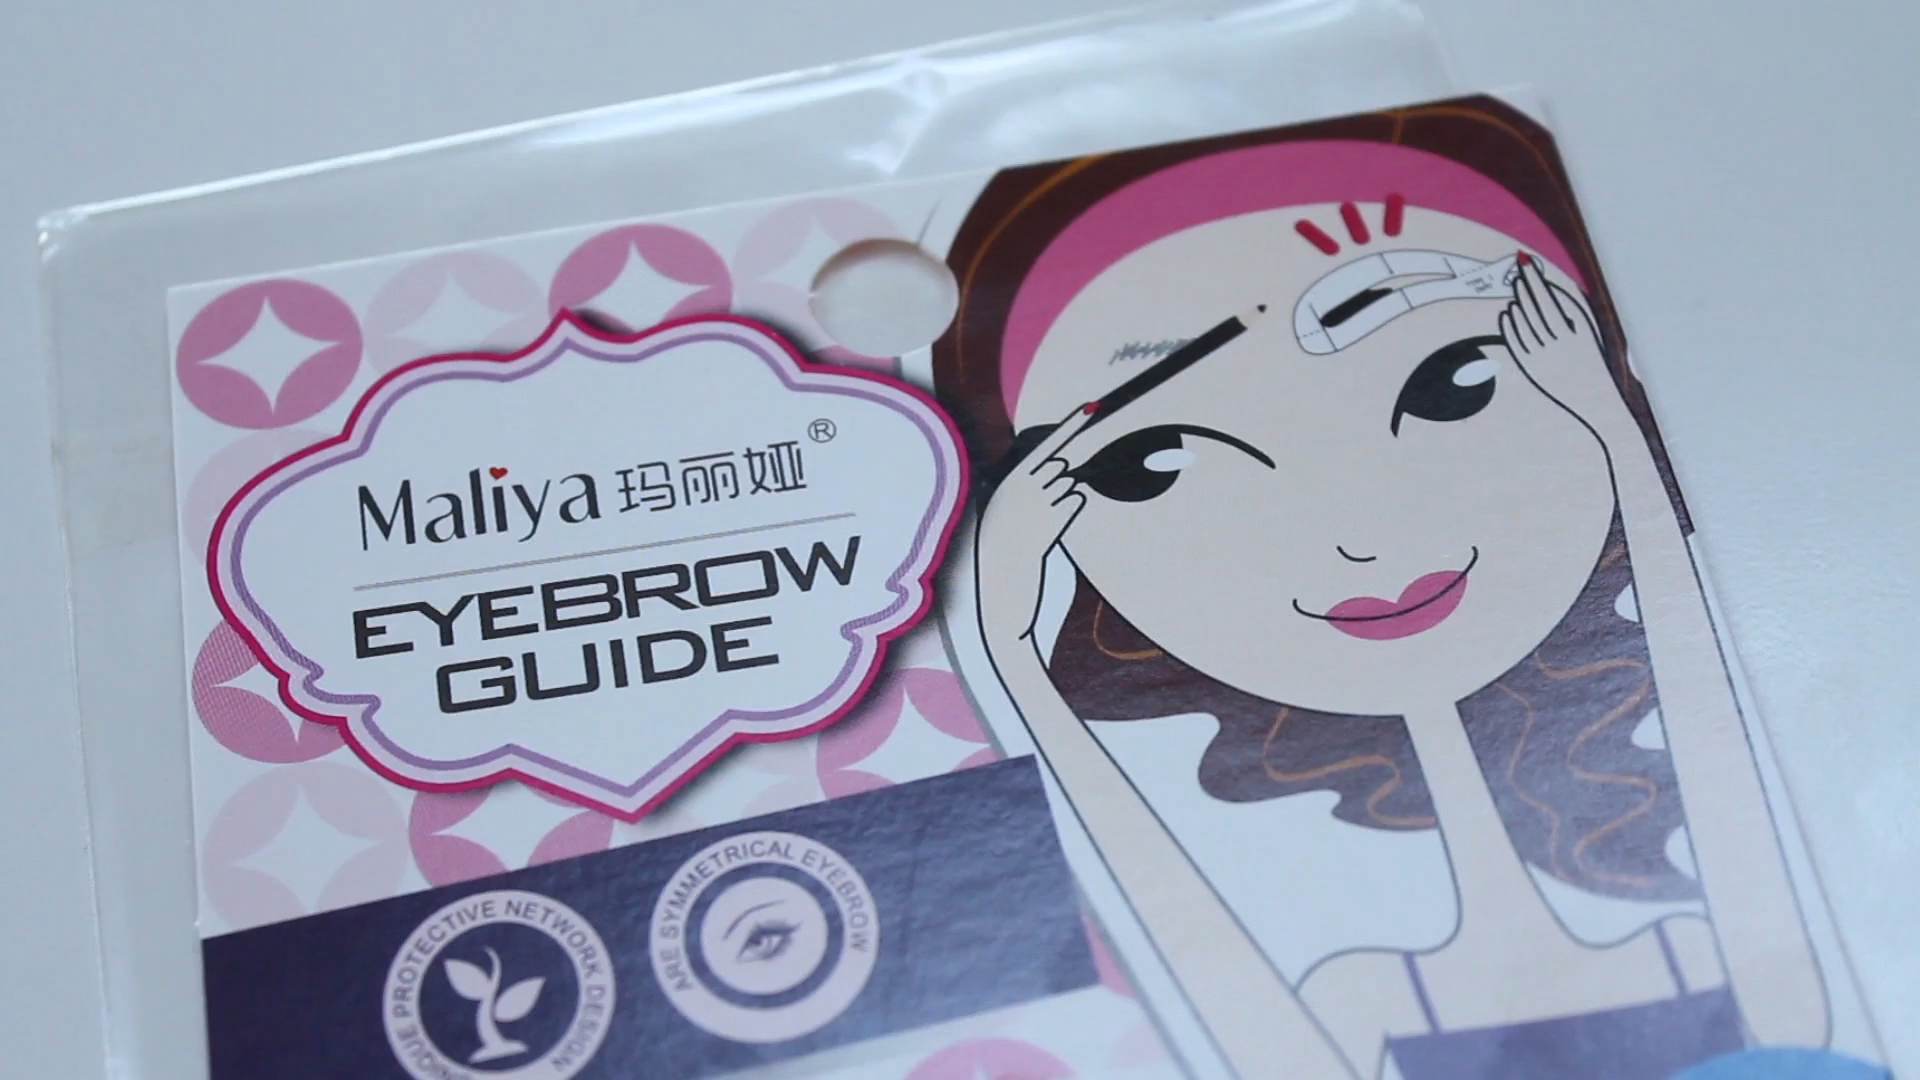 Maliya 玛丽娅®
EYEBROW
GUIDE
PROTECTIVE NETWORK DESIGN
ARE SYMMETRICAL EYEBROW